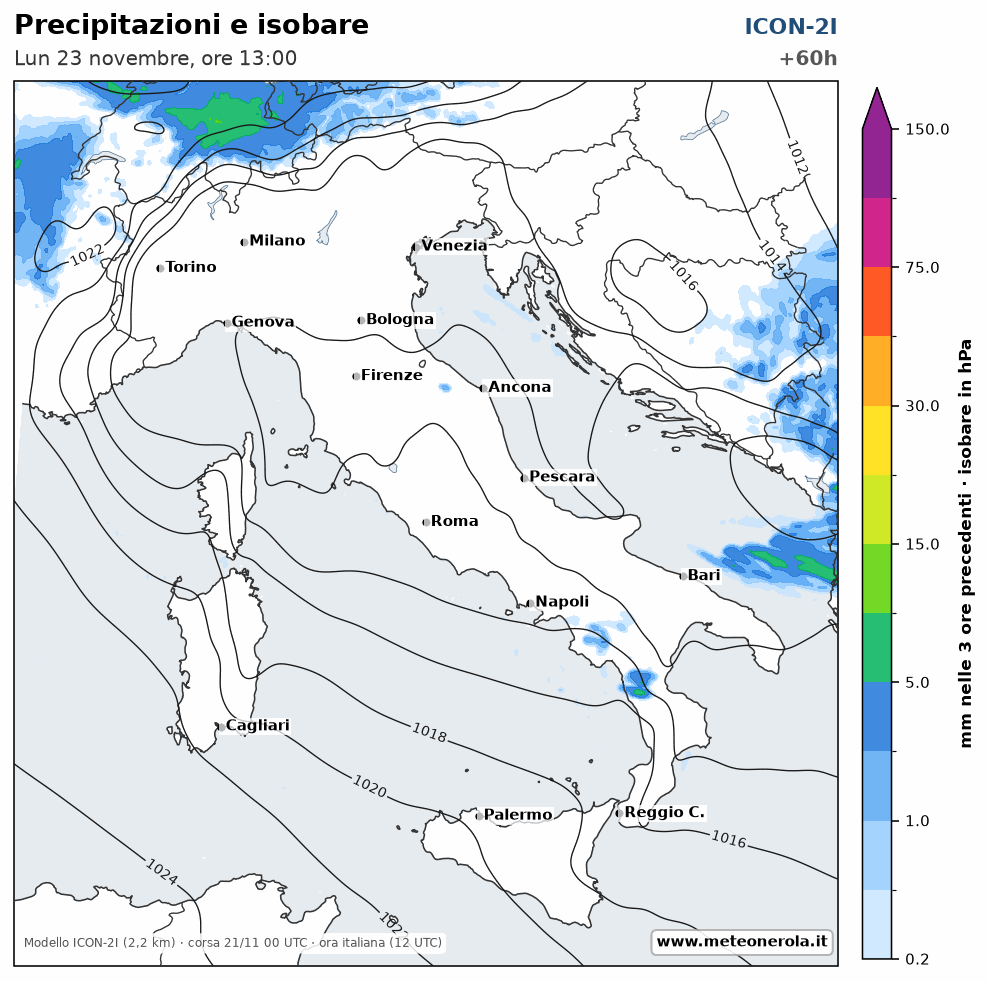 Precipitazioni e isobare
ICON-2I
Lun 23 novembre, ore 13:00
+60h
150.0
1012
1014
1022
Milano
Venezia
Torino
75.0
1016
Genova
Bologna
Firenze
Ancona
30.0
Pescara
Roma
15.0
Bari
Napoli
5.0
Cagliari
1018
1020
Palermo
Reggio C.
1.0
1016
1024
Modello ICON-2I (2,2 km) · corsa 21/11 00 UTC · ora italiana (12 UTC)
www.meteonerola.it
0.2
mm nelle 3 ore precedenti · isobare in hPa